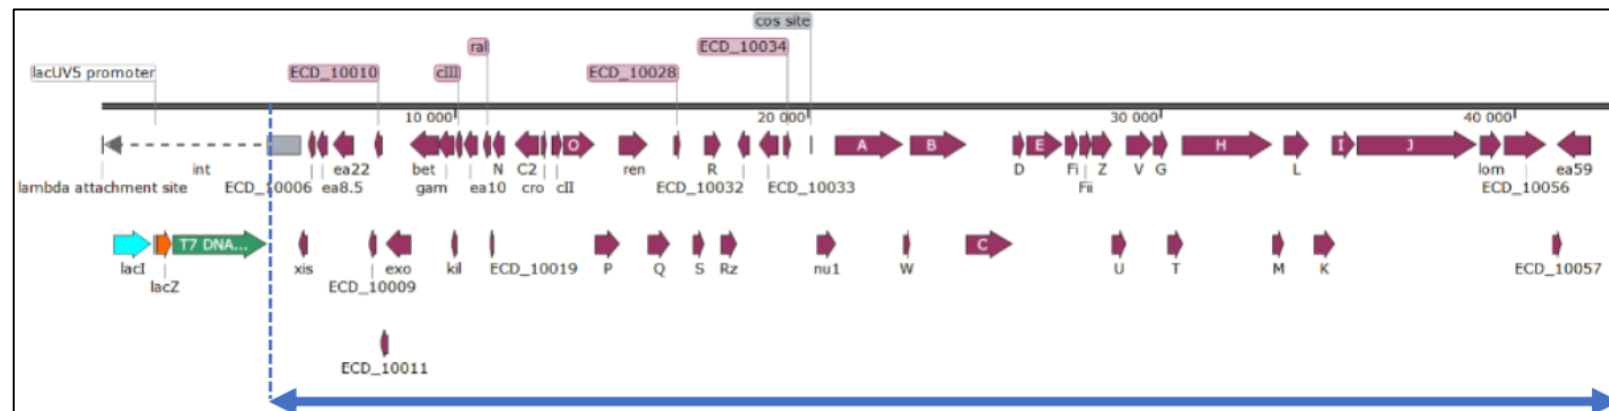 cos site
ral
ECD_10034
lacUV5 promoter
ECD_10010
cIII
ECD_10028
10 000
20 000
30 000
40 000
O
A
B
E
H
I
J
int
ea22
bet
N
C2
ren
R
D
Fi
Z
V
G
L
lom
ea59
lambda attachment site
ECD_10006
ea8.5
gam
ea10
cro
cII
ECD_10032
ECD_10033
Fii
ECD_10056
T7 DNA...
C
lacI
xis
exo
kil
ECD_10019
P
Q
S
Rz
nu1
W
U
T
M
K
ECD_10057
lacZ
ECD_10009
ECD_10011